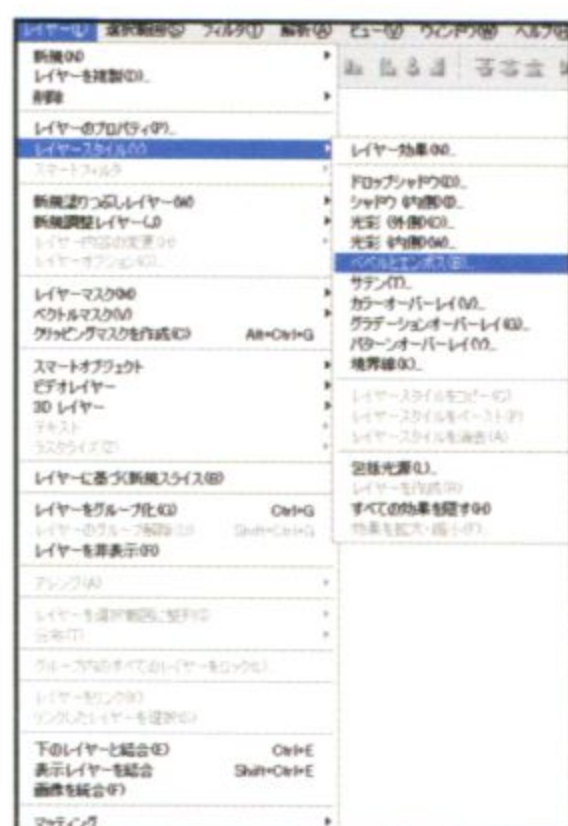 レイヤー(L) 選択範囲(S) フィルタ(T) 解析(A) ビュー(V) ウィンドウ(W) ヘルプ(H)
新規(N)
レイヤーを複製(D)...
削除
レイヤーのプロパティ(P)...
レイヤースタイル(Y)
スマートフィルタ
新規塗りつぶしレイヤー(W)
新規調整レイヤー(J)
レイヤー内容の変更(H)
レイヤーオプション(O)...
レイヤーマスク(M)
ベクトルマスク(V)
クリッピングマスクを作成(C) Alt+Ctrl+G
スマートオブジェクト
ビデオレイヤー
3D レイヤー
テキスト
ラスタライズ(Z)
レイヤーに基づく新規スライス(B)
レイヤーをグループ化(G) Ctrl+G
レイヤーのグループ解除(U) Shift+Ctrl+G
レイヤーを非表示(R)
アレンジ(A)
レイヤーを選択範囲に整列(I)
分布(T)
グループ内のすべてのレイヤーをロック(L)
レイヤーをリンク(K)
リンクしたレイヤーを選択(S)
下のレイヤーと結合(E) Ctrl+E
表示レイヤーを結合 Shift+Ctrl+E
画像を統合(F)
マッティング
レイヤー効果(N)...
ドロップシャドウ(D)...
シャドウ (内側)(I)...
光彩 (外側)(O)...
光彩 (内側)(W)...
ベベルとエンボス(B)...
サテン(T)...
カラーオーバーレイ(V)...
グラデーションオーバーレイ(G)...
パターンオーバーレイ(Y)...
境界線(K)...
レイヤースタイルをコピー(C)
レイヤースタイルをペースト(P)
レイヤースタイルを消去(A)
包括光源(L)...
レイヤーを作成(R)
すべての効果を隠す(H)
効果を拡大・縮小(F)...